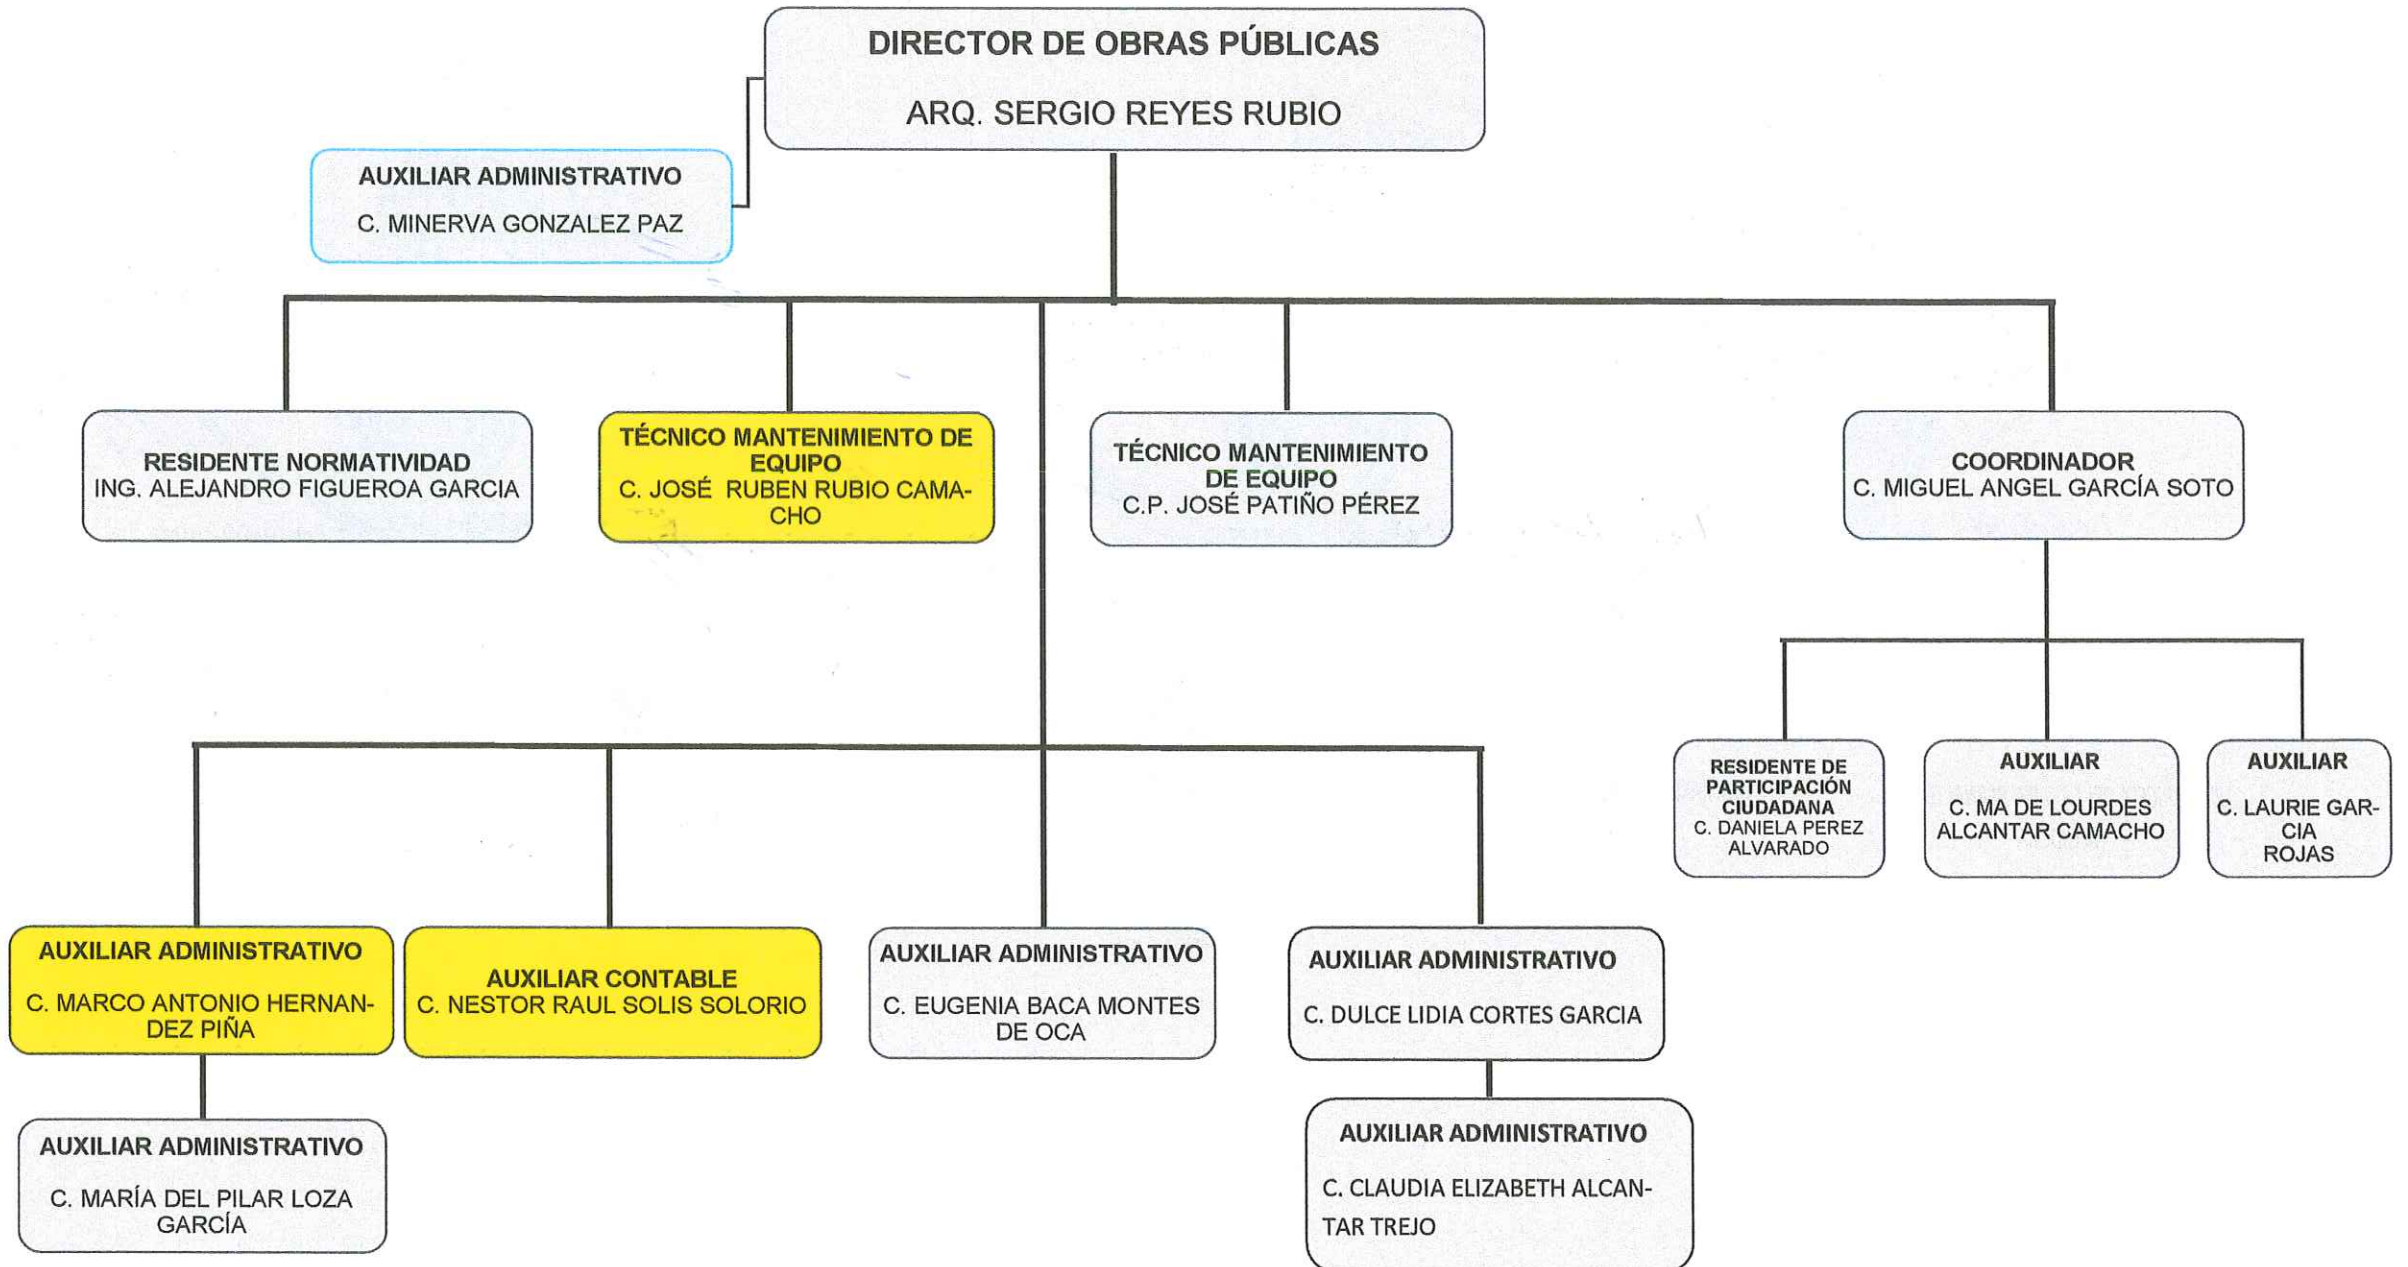 DIRECTOR DE OBRAS PÚBLICAS
ARQ. SERGIO REYES RUBIO
AUXILIAR ADMINISTRATIVO
C. MINERVA GONZALEZ PAZ
RESIDENTE NORMATIVIDAD
ING. ALEJANDRO FIGUEROA GARCIA
TÉCNICO MANTENIMIENTO DE
EQUIPO
C. JOSÉ RUBEN RUBIO CAMA-
CHO
TÉCNICO MANTENIMIENTO
DE EQUIPO
C.P. JOSÉ PATIÑO PÉREZ
COORDINADOR
C. MIGUEL ANGEL GARCÍA SOTO
RESIDENTE DE
PARTICIPACIÓN
CIUDADANA
C. DANIELA PEREZ
ALVARADO
AUXILIAR
C. MA DE LOURDES
ALCANTAR CAMACHO
AUXILIAR
C. LAURIE GAR-
CIA
ROJAS
AUXILIAR ADMINISTRATIVO
C. MARCO ANTONIO HERNAN-
DEZ PIÑA
AUXILIAR CONTABLE
C. NESTOR RAUL SOLIS SOLORIO
AUXILIAR ADMINISTRATIVO
C. EUGENIA BACA MONTES
DE OCA
AUXILIAR ADMINISTRATIVO
C. DULCE LIDIA CORTES GARCIA
AUXILIAR ADMINISTRATIVO
C. MARÍA DEL PILAR LOZA
GARCÍA
AUXILIAR ADMINISTRATIVO
C. CLAUDIA ELIZABETH ALCAN-
TAR TREJO